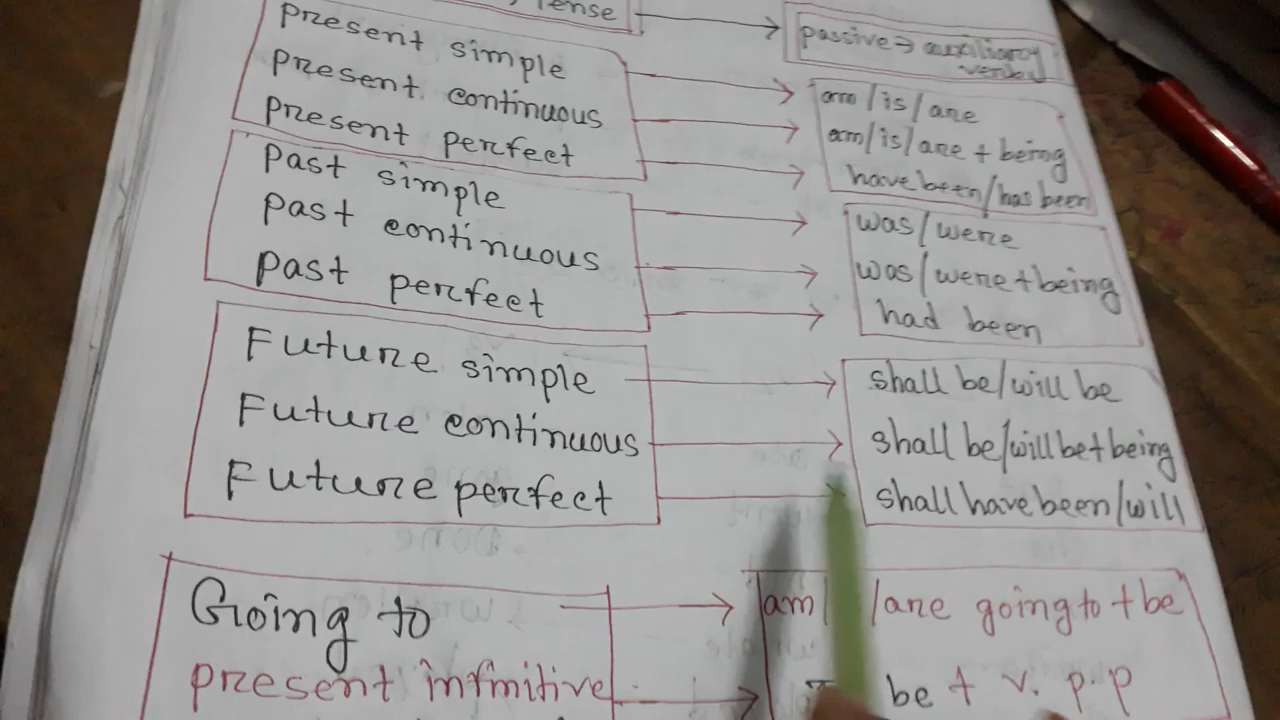 Tense
passive → auxiliary
verbs
present simple
am/is/are
present continuous
am/is/are + being
present perfect
have been/has been
Past simple
was/were
past continuous
was/were + being
past perfect
had been
Future simple
shall be/will be
Future continuous
shall be/will be + being
Future perfect
shall have been/will
Going to
am/ /are going to + be
present infinitive
be + v. p.p